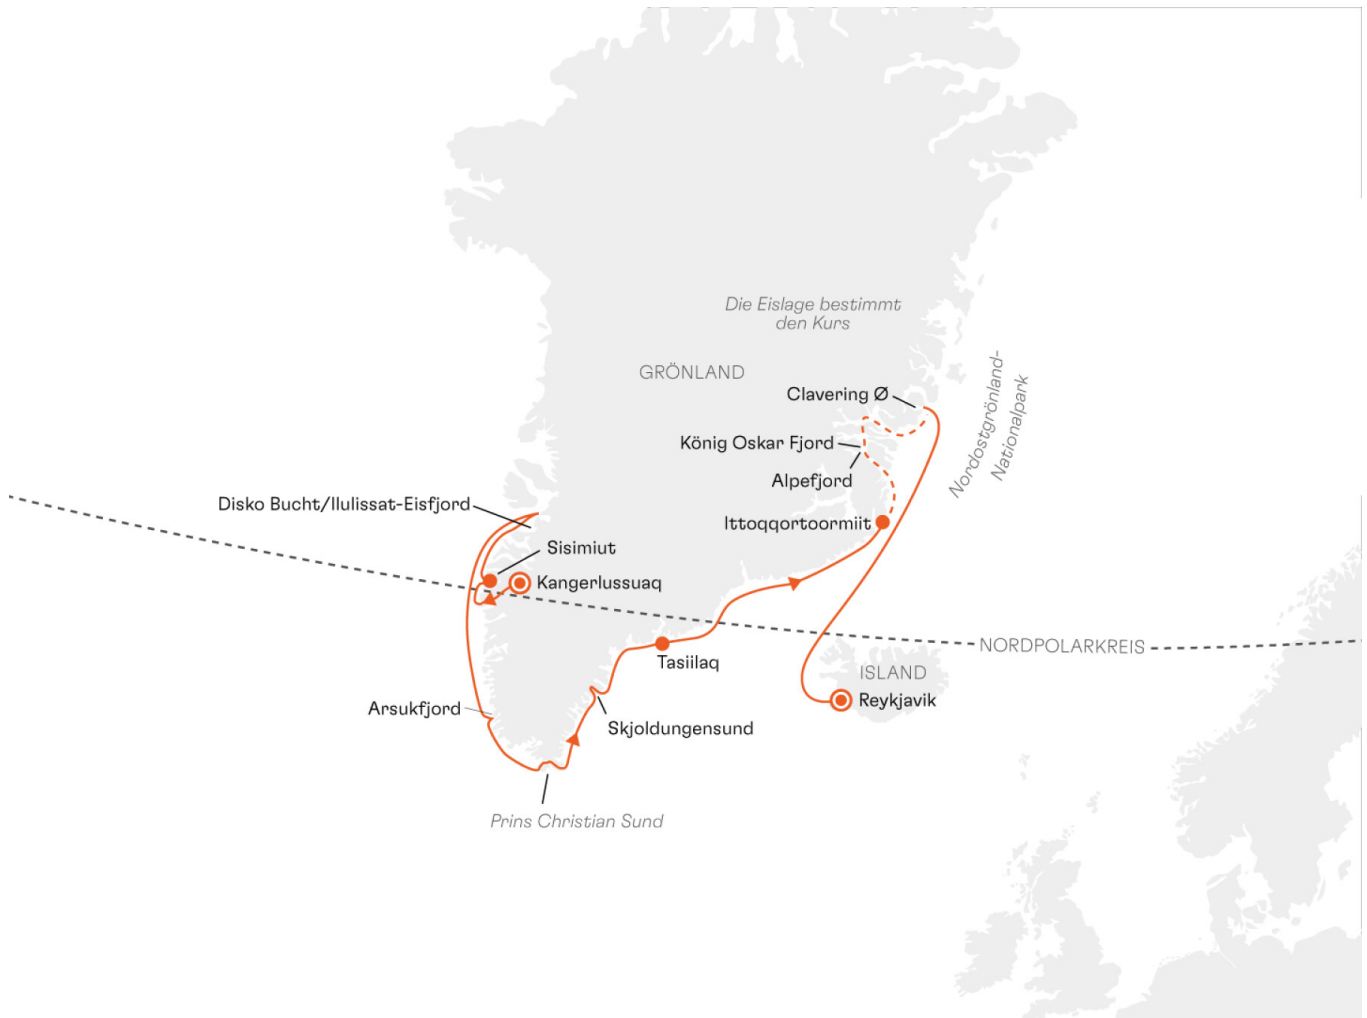 Die Eislage bestimmt
den Kurs
GRÖNLAND
Clavering Ø
Nordostgrönland-
Nationalpark
König Oskar Fjord
Alpefjord
Disko Bucht/Ilulissat-Eisfjord
Ittoqqortoormiit
Sisimiut
Kangerlussuaq
NORDPOLARKREIS
Tasiilaq
ISLAND
Reykjavik
Arsukfjord
Skjoldungensund
Prins Christian Sund